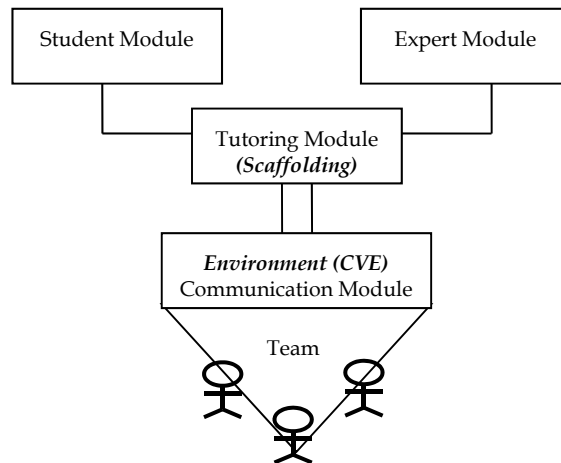 Student Module
Expert Module
Tutoring Module
(Scaffolding)
Environment (CVE)
Communication Module
Team